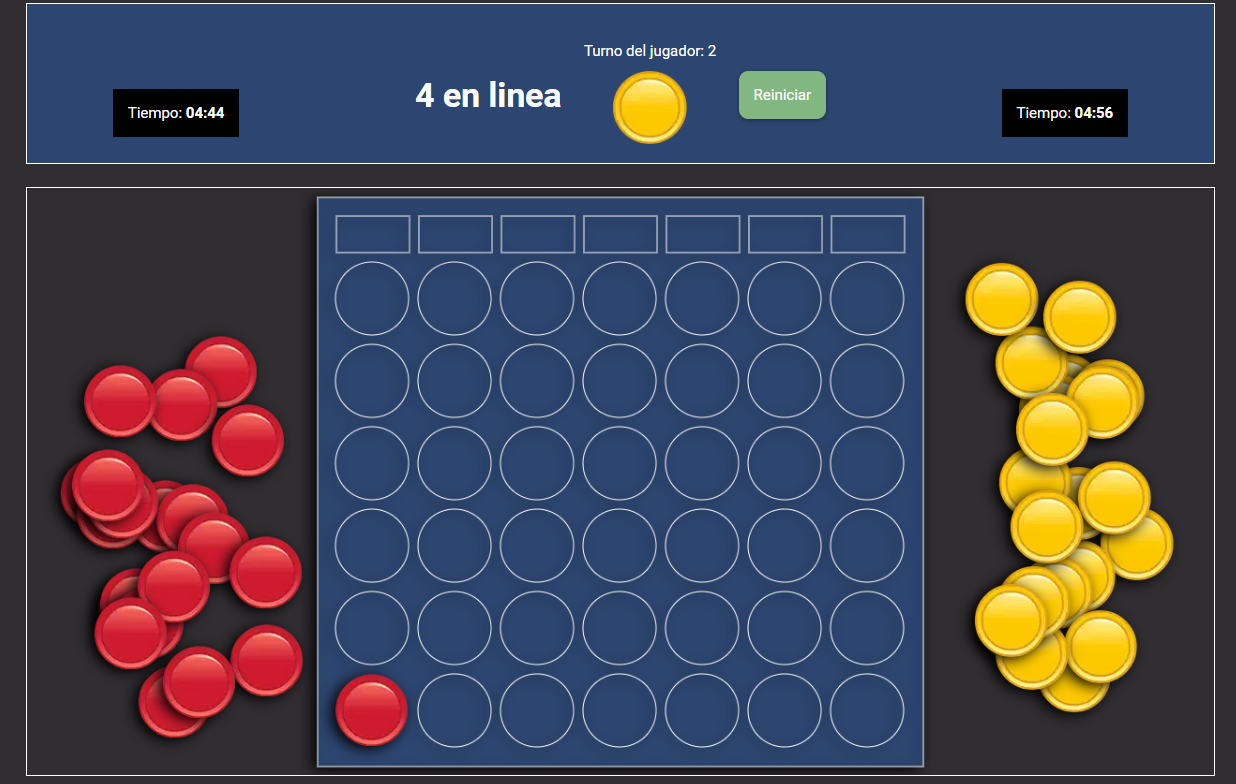 Turno del jugador: 2
4 en linea
Reiniciar
Tiempo: 04:44
Tiempo: 04:56